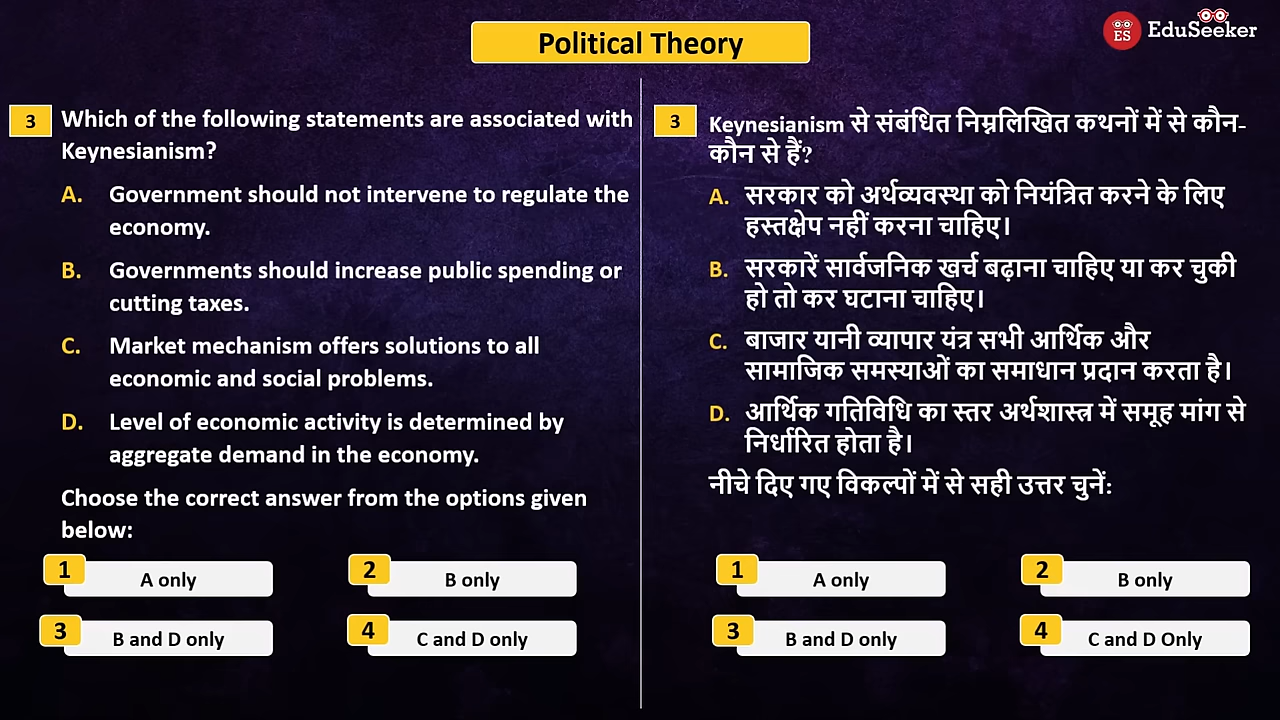 Political Theory
ES
EduSeeker
3
Which of the following statements are associated with
Keynesianism?
A. Government should not intervene to regulate the
economy.
B. Governments should increase public spending or
cutting taxes.
C. Market mechanism offers solutions to all
economic and social problems.
D. Level of economic activity is determined by
aggregate demand in the economy.
Choose the correct answer from the options given
below:
1 A only
2 B only
3 B and D only
4 C and D only
3
Keynesianism से संबंधित निम्नलिखित कथनों में से कौन-
कौन से हैं?
A. सरकार को अर्थव्यवस्था को नियंत्रित करने के लिए
हस्तक्षेप नहीं करना चाहिए।
B. सरकारें सार्वजनिक खर्च बढ़ाना चाहिए या कर चुकी
हो तो कर घटाना चाहिए।
C. बाजार यानी व्यापार यंत्र सभी आर्थिक और
सामाजिक समस्याओं का समाधान प्रदान करता है।
D. आर्थिक गतिविधि का स्तर अर्थशास्त्र में समूह मांग से
निर्धारित होता है।
नीचे दिए गए विकल्पों में से सही उत्तर चुनें:
1 A only
2 B only
3 B and D only
4 C and D Only